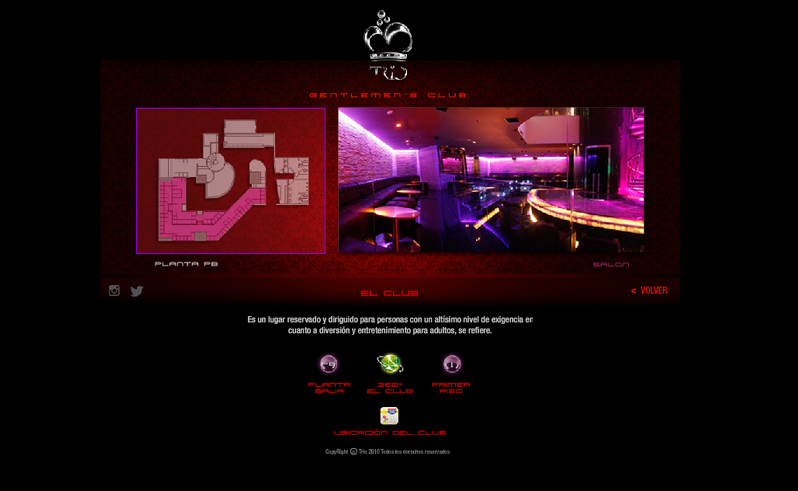 TRIO
GENTLEMEN'S CLUB
PLANTA PB
SALON
EL CLUB
< VOLVER
Es un lugar reservado y diriguido para personas con un altísimo nivel de exigencia en
cuanto a diversión y entretenimiento para adultos, se refiere.
PLANTA
BAJA
360º
EL CLUB
PRIMER
PISO
UBICACIÓN DEL CLUB
CopyRight © Trio 2010 Todos los derechos reservados